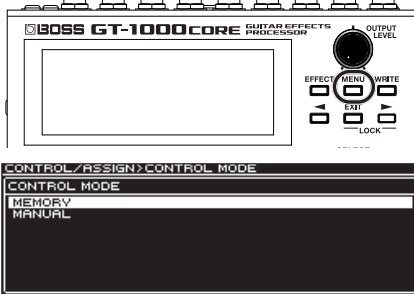 BOSS GT-1000CORE GUITAR EFFECTS PROCESSOR
OUTPUT LEVEL
EFFECT MENU WRITE
EXIT
LOCK
CONTROL/ASSIGN>CONTROL MODE
CONTROL MODE
MEMORY
MANUAL